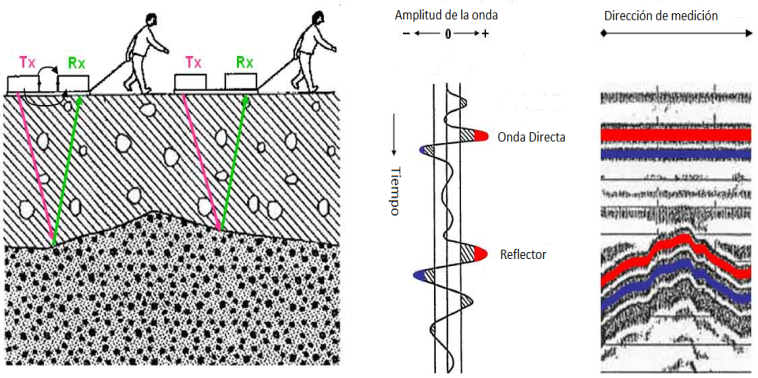 Tx
Rx
Tx
Rx
Amplitud de la onda
− 0 +
Onda Directa
Tiempo
Reflector
Dirección de medición